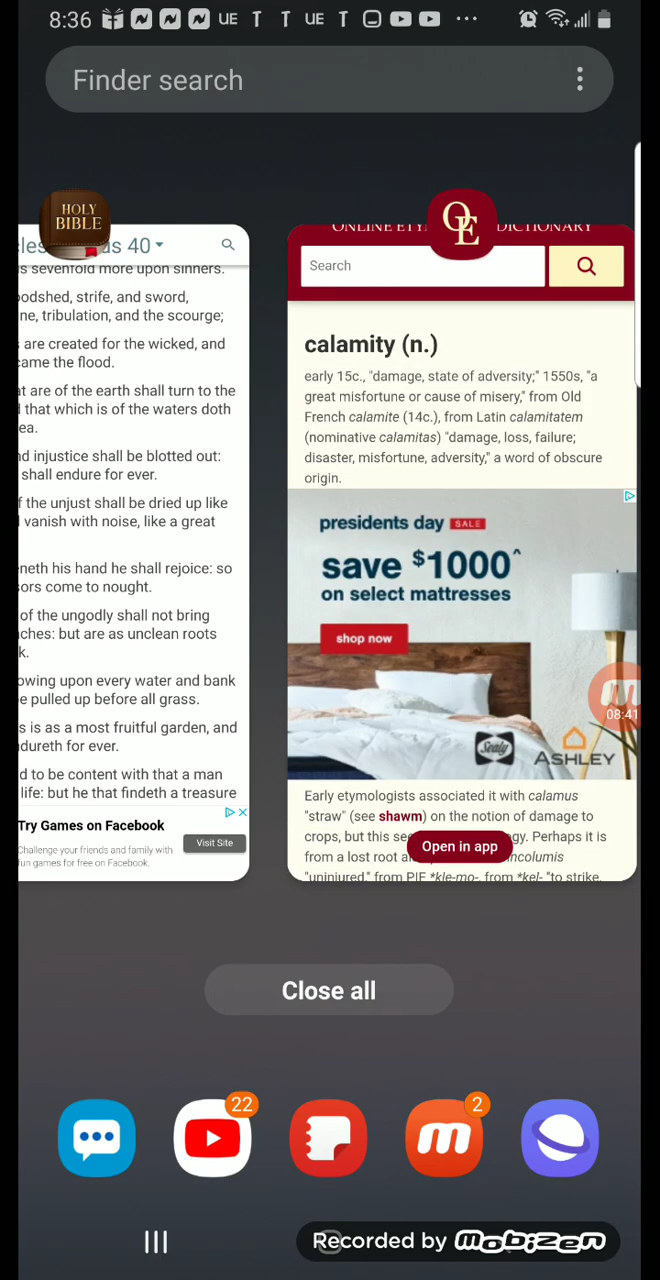 8:36 UE T T UE T
Finder search
HOLY
BIBLE
cles us 40
s sevenfold more upon sinners.
oodshed, strife, and sword,
ne, tribulation, and the scourge;
are created for the wicked, and
came the flood.
at are of the earth shall turn to the
d that which is of the waters doth
ea.
nd injustice shall be blotted out:
shall endure for ever.
f the unjust shall be dried up like
vanish with noise, like a great
eneth his hand he shall rejoice: so
sors come to nought.
of the ungodly shall not bring
ches: but are as unclean roots
k.
owing upon every water and bank
e pulled up before all grass.
s is as a most fruitful garden, and
dureth for ever.
d to be content with that a man
life: but he that findeth a treasure
Try Games on Facebook
Challenge your friends and family with
fun games for free on Facebook.
Visit Site
ONLINE ETY DICTIONARY
OE
Search
calamity (n.)
early 15c., "damage, state of adversity;" 1550s, "a
great misfortune or cause of misery," from Old
French calamite (14c.), from Latin calamitatem
(nominative calamitas) "damage, loss, failure;
disaster, misfortune, adversity," a word of obscure
origin.
presidents day SALE
save $1000^
on select mattresses
shop now
08:41
Sealy
ASHLEY
Early etymologists associated it with calamus
"straw" (see shawm) on the notion of damage to
crops, but this se gy. Perhaps it is
from a lost root a incolumis
"uninjured," from PIE *kle-mo-, from *kel- "to strike,
Open in app
Close all
22
2
Recorded by mobizen